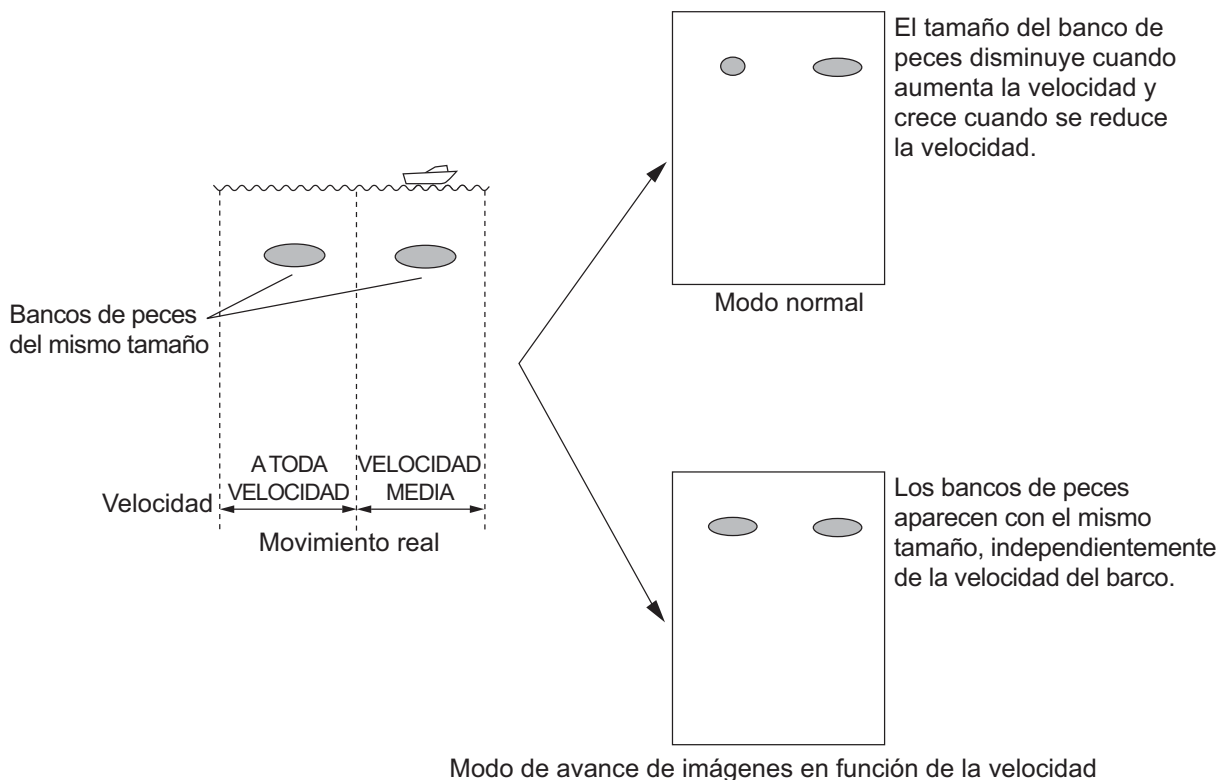 El tamaño del banco de
peces disminuye cuando
aumenta la velocidad y
crece cuando se reduce
la velocidad.
Modo normal
Bancos de peces
del mismo tamaño
A TODA
VELOCIDAD
VELOCIDAD
MEDIA
Velocidad
Movimiento real
Los bancos de peces
aparecen con el mismo
tamaño, independientemente
de la velocidad del barco.
Modo de avance de imágenes en función de la velocidad